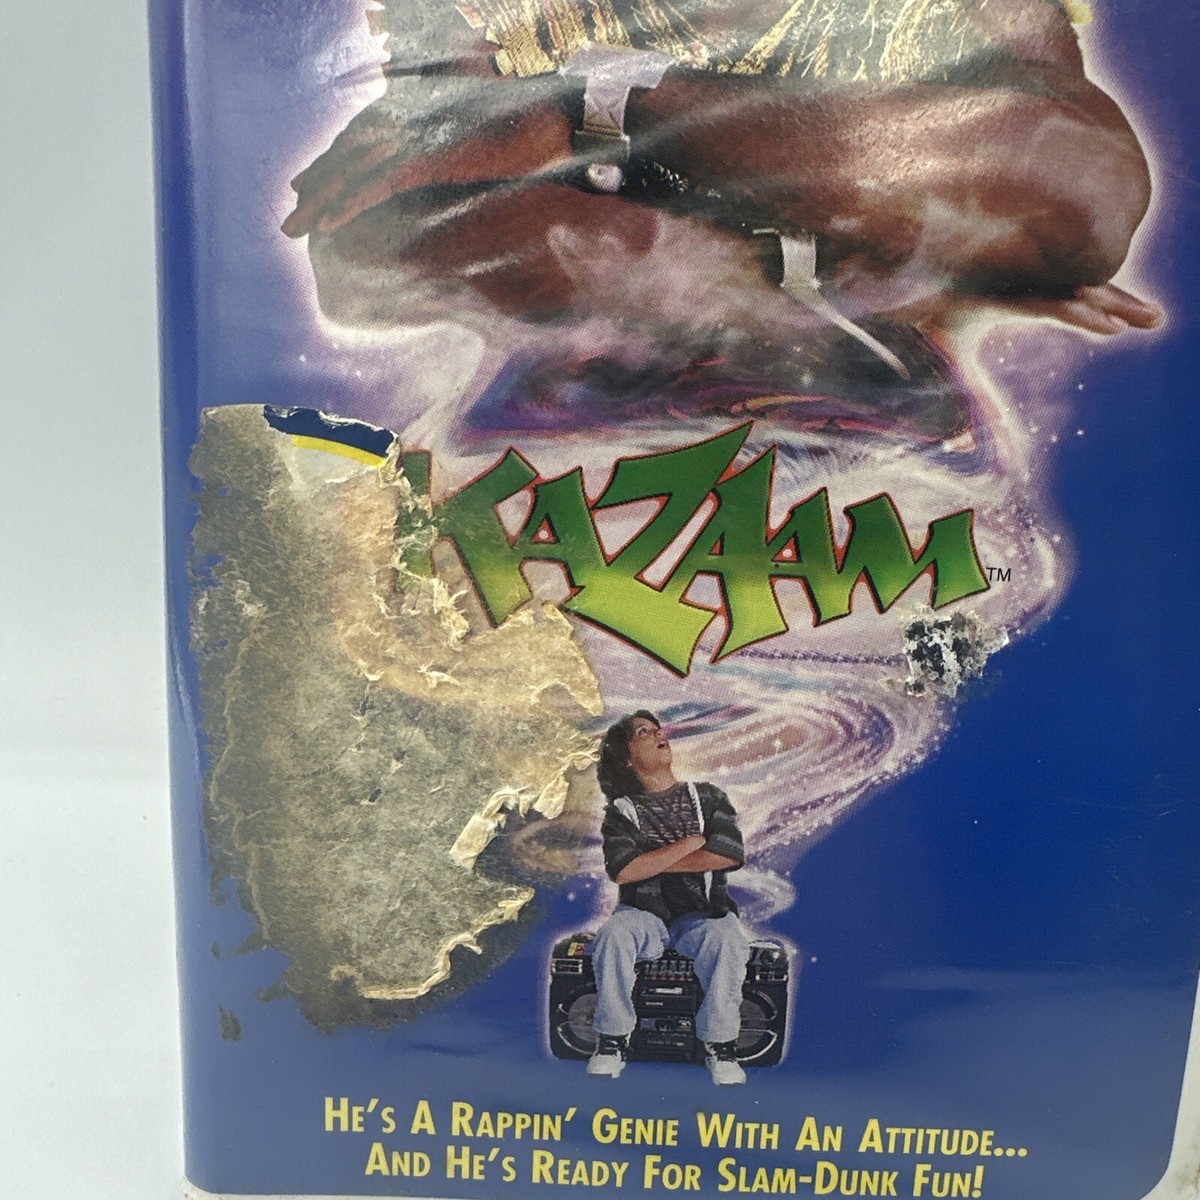 KAZAAM™
HE'S A RAPPIN' GENIE WITH AN ATTITUDE...
AND HE'S READY FOR SLAM-DUNK FUN!